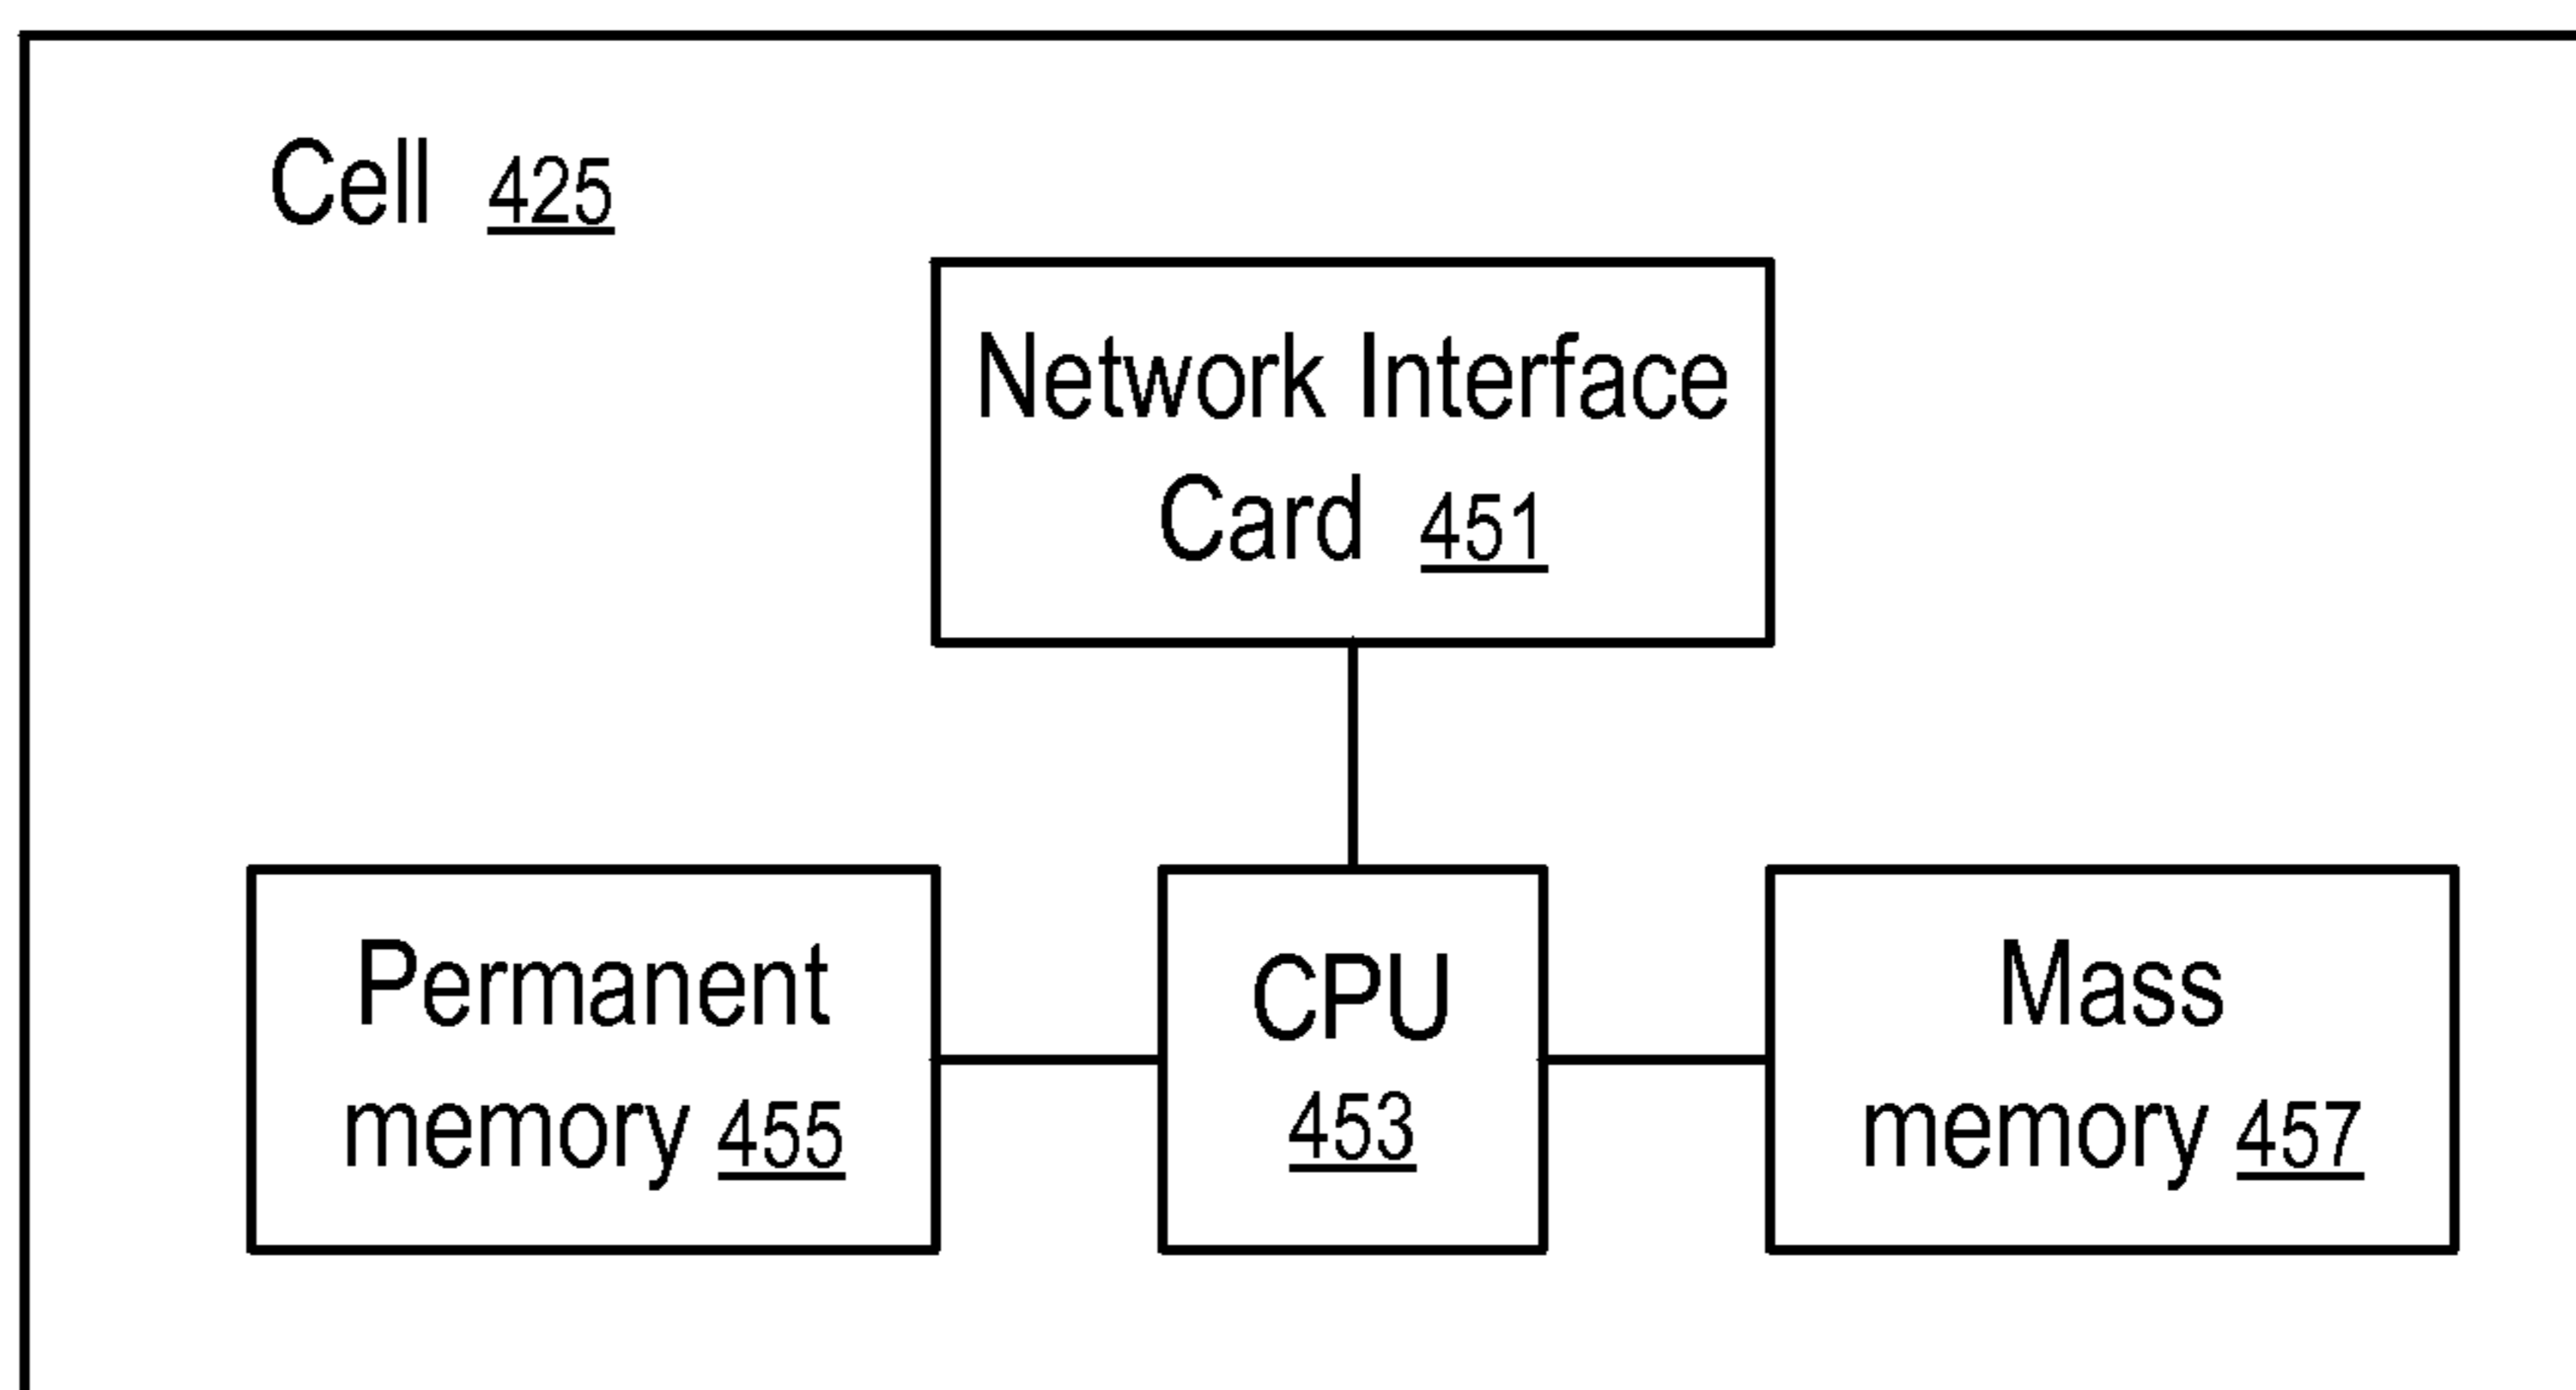 Cell 425
Network Interface
Card 451
Permanent
memory 455
CPU
453
Mass
memory 457